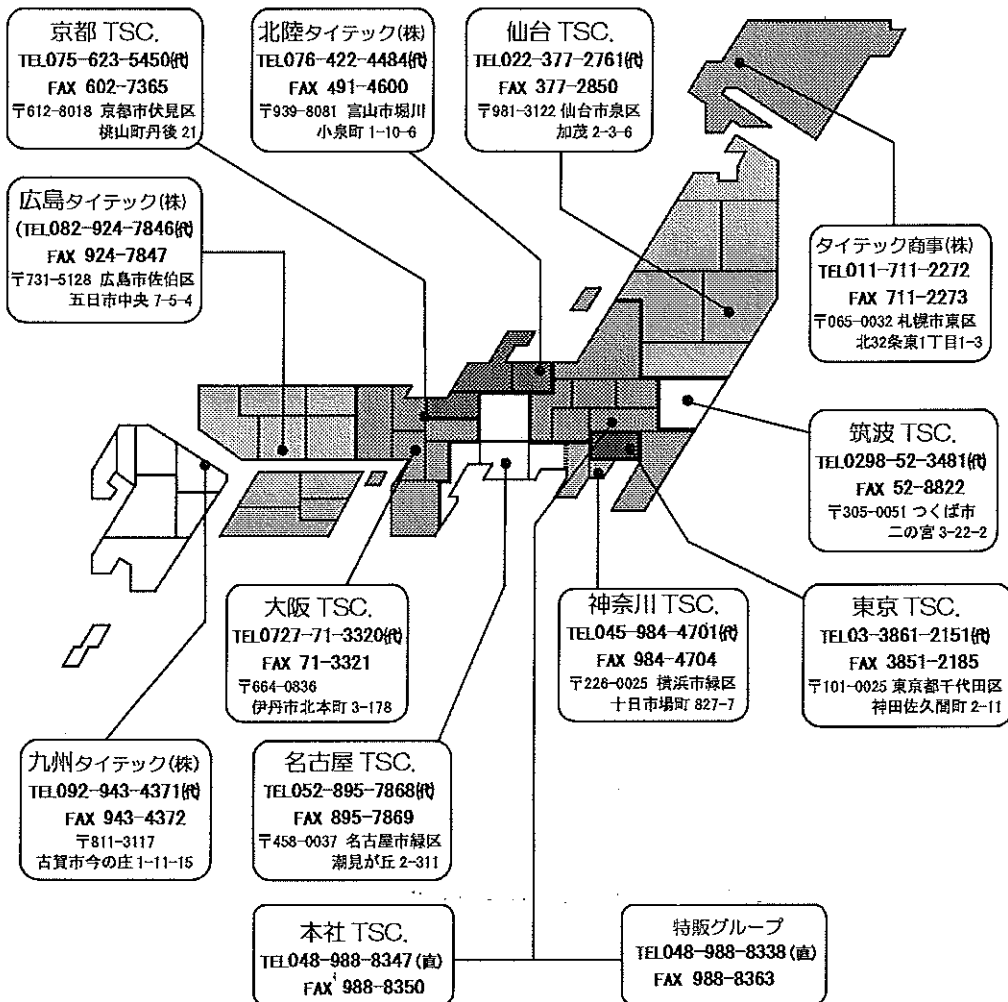 京都 TSC.
TEL075-623-5450(代)
FAX 602-7365
〒612-8018 京都市伏見区
桃山町丹後 21
北陸タイテック(株)
TEL076-422-4484(代)
FAX 491-4600
〒939-8081 富山市堀川
小泉町 1-10-6
仙台 TSC.
TEL022-377-2761(代)
FAX 377-2850
〒981-3122 仙台市泉区
加茂 2-3-6
広島タイテック(株)
(TEL082-924-7846(代)
FAX 924-7847
〒731-5128 広島市佐伯区
五日市中央 7-5-4
タイテック商事(株)
TEL011-711-2272
FAX 711-2273
〒065-0032 札幌市東区
北32条東1丁目1-3
筑波 TSC.
TEL0298-52-3481(代)
FAX 52-8822
〒305-0051 つくば市
二の宮 3-22-2
大阪 TSC.
TEL0727-71-3320(代)
FAX 71-3321
〒664-0836
伊丹市北本町 3-178
神奈川 TSC.
TEL045-984-4701(代)
FAX 984-4704
〒226-0025 横浜市緑区
十日市場町 827-7
東京 TSC.
TEL03-3861-2151(代)
FAX 3851-2185
〒101-0025 東京都千代田区
神田佐久間町 2-11
九州タイテック(株)
TEL092-943-4371(代)
FAX 943-4372
〒811-3117
古賀市今の庄 1-11-15
名古屋 TSC.
TEL052-895-7868(代)
FAX 895-7869
〒458-0037 名古屋市緑区
潮見が丘 2-311
本社 TSC.
TEL048-988-8347(直)
FAX 988-8350
特販グループ
TEL048-988-8338(直)
FAX 988-8363